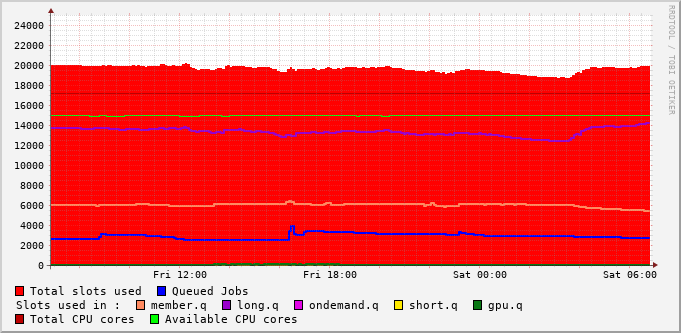 24000
22000
20000
18000
16000
14000
12000
10000
8000
6000
4000
2000
0
Fri 12:00 Fri 18:00 Sat 00:00 Sat 06:00
Total slots used Queued Jobs
Slots used in : member.q long.q ondemand.q short.q gpu.q
Total CPU cores Available CPU cores
RRDTOOL / TOBI OETIKER